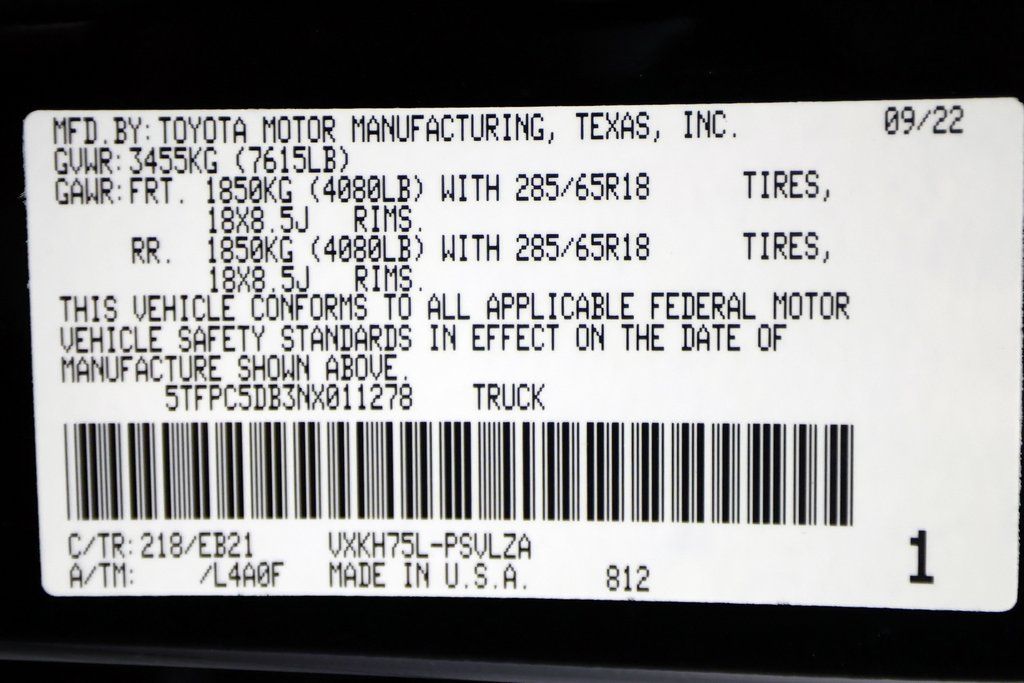 MFD.BY: TOYOTA MOTOR MANUFACTURING, TEXAS, INC. 09/22
GVWR: 3455KG (7615LB)
GAWR: FRT. 1850KG (4080LB) WITH 285/65R18 TIRES,
18X8.5J RIMS.
RR. 1850KG (4080LB) WITH 285/65R18 TIRES,
18X8.5J RIMS.
THIS VEHICLE CONFORMS TO ALL APPLICABLE FEDERAL MOTOR
VEHICLE SAFETY STANDARDS IN EFFECT ON THE DATE OF
MANUFACTURE SHOWN ABOVE.
5TFPC5DB3NX011278 TRUCK
C/TR: 218/EB21 VXKH75L-PSVLZA
A/TM: /L4A0F MADE IN U.S.A. 812 1